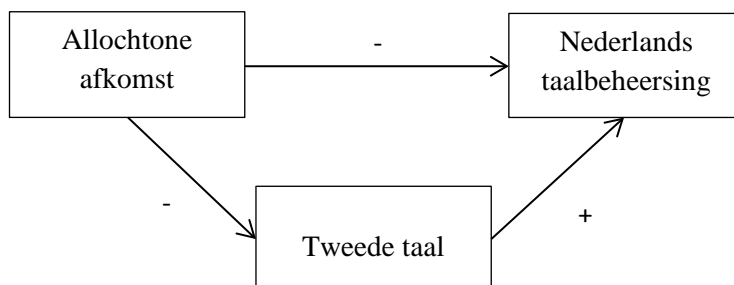 Allochtone
afkomst
-
Nederlands
taalbeheersing
-
+
Tweede taal